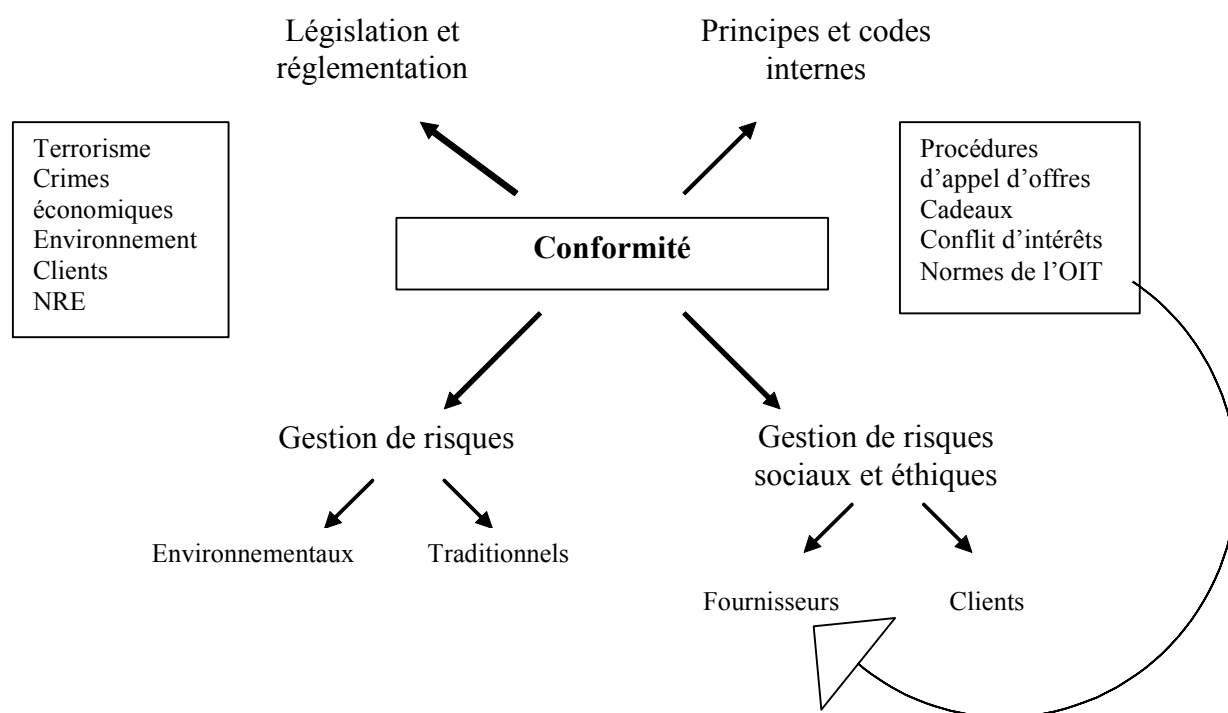 Législation et
réglementation
Principes et codes
internes
Terrorisme
Crimes
économiques
Environnement
Clients
NRE
Conformité
Procédures
d’appel d’offres
Cadeaux
Conflit d’intérêts
Normes de l’OIT
Gestion de risques
Gestion de risques
sociaux et éthiques
Environnementaux
Traditionnels
Fournisseurs
Clients